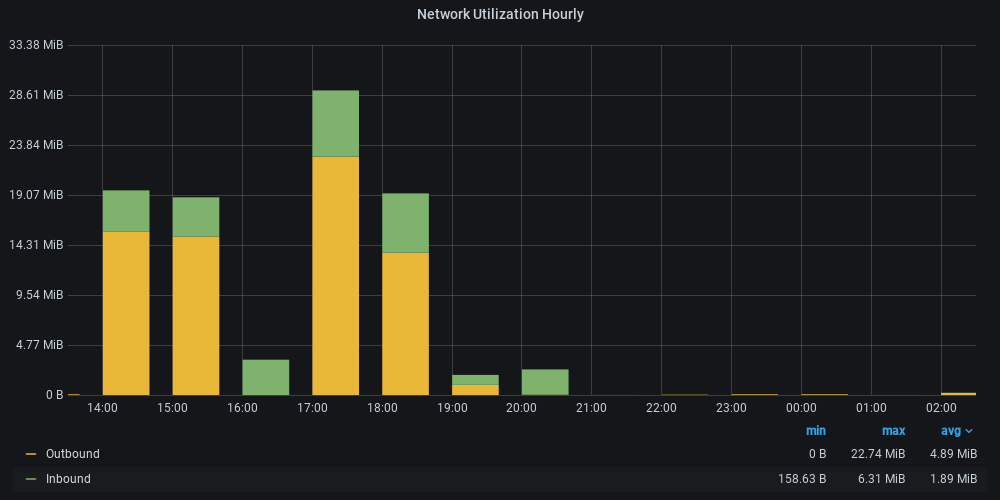 Network Utilization Hourly
33.38 MiB
28.61 MiB
23.84 MiB
19.07 MiB
14.31 MiB
9.54 MiB
4.77 MiB
0 B
14:00 15:00 16:00 17:00 18:00 19:00 20:00 21:00 22:00 23:00 00:00 01:00 02:00
min max avg
Outbound 0 B 22.74 MiB 4.89 MiB
Inbound 158.63 B 6.31 MiB 1.89 MiB